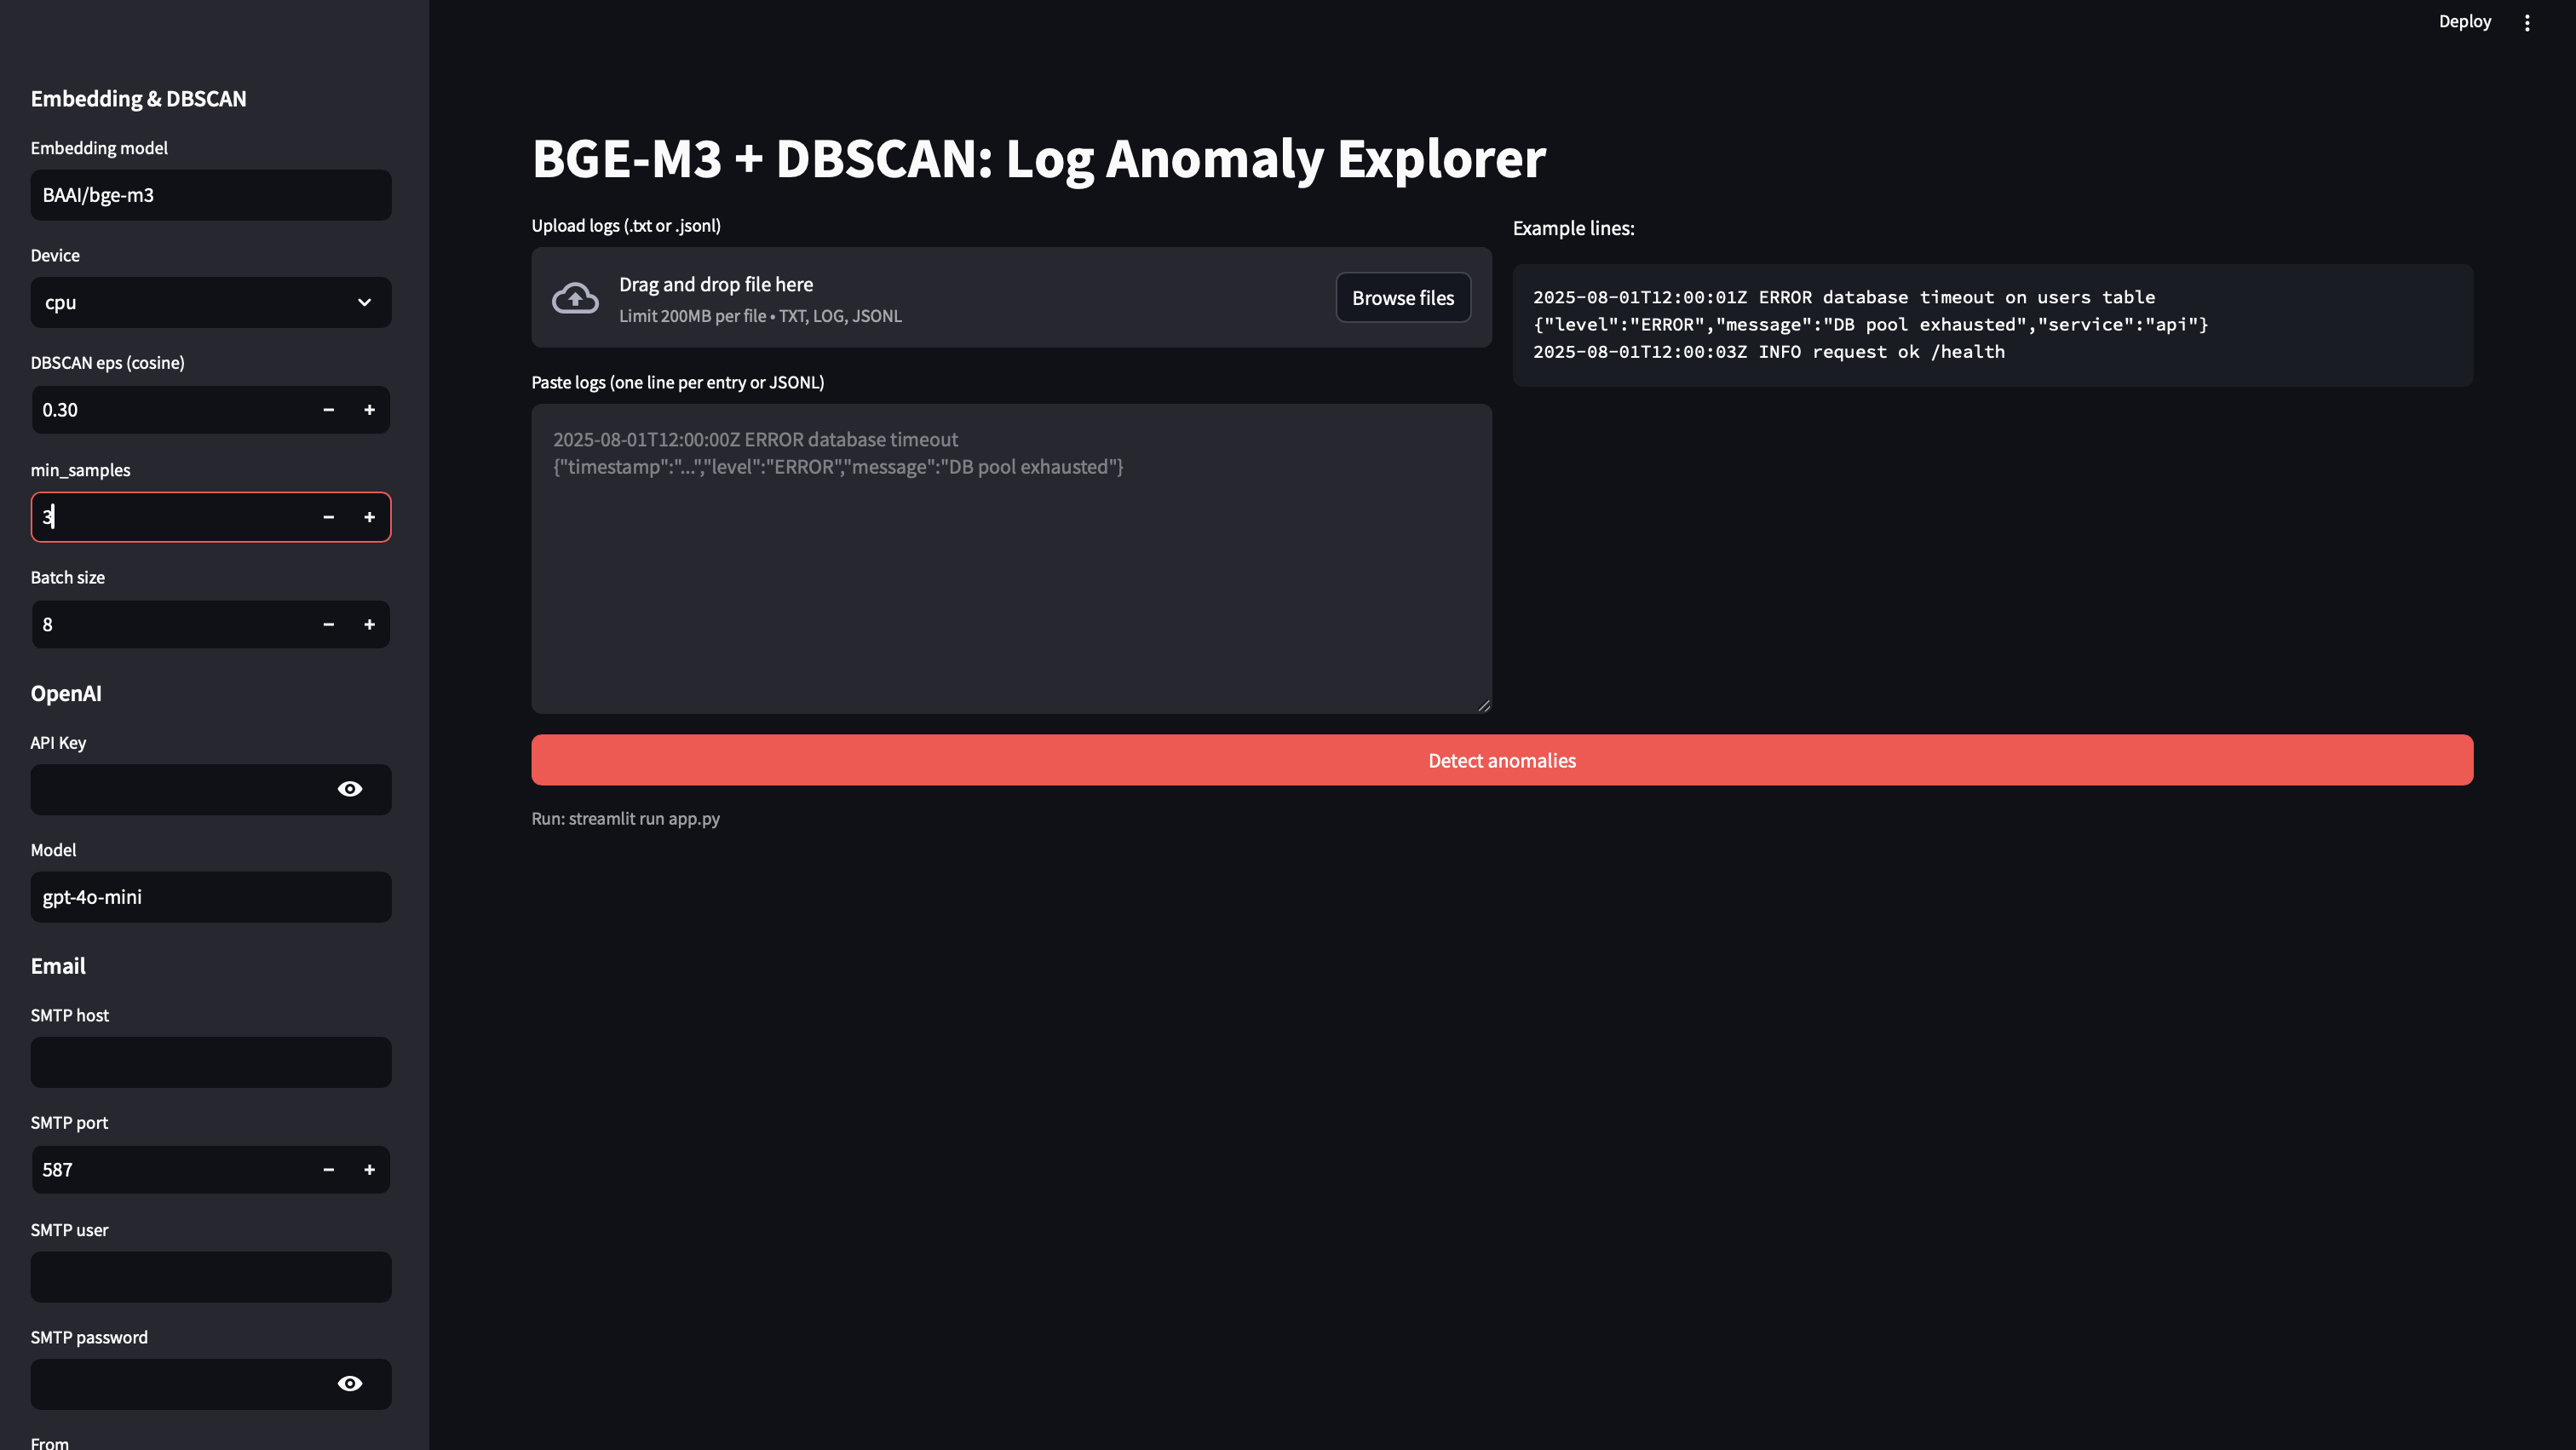 Deploy
Embedding & DBSCAN
Embedding model
BAAI/bge-m3
Device
cpu
DBSCAN eps (cosine)
0.30
min_samples
3
Batch size
8
OpenAI
API Key
Model
gpt-4o-mini
Email
SMTP host
SMTP port
587
SMTP user
SMTP password
From
BGE-M3 + DBSCAN: Log Anomaly Explorer
Upload logs (.txt or .jsonl)
Drag and drop file here
Limit 200MB per file • TXT, LOG, JSONL
Browse files
Paste logs (one line per entry or JSONL)
2025-08-01T12:00:00Z ERROR database timeout
{"timestamp":"...","level":"ERROR","message":"DB pool exhausted"}
Example lines:
2025-08-01T12:00:01Z ERROR database timeout on users table
{"level":"ERROR","message":"DB pool exhausted","service":"api"}
2025-08-01T12:00:03Z INFO request ok /health
Detect anomalies
Run: streamlit run app.py